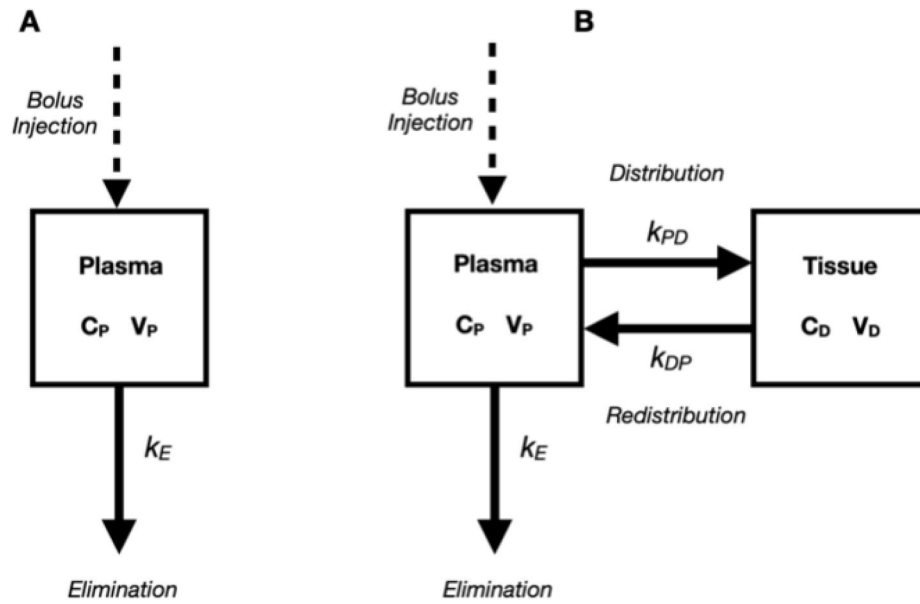 A
Bolus
Injection
Plasma
CP VP
kE
Elimination
B
Bolus
Injection
Distribution
kPD
Plasma
CP VP
Tissue
CD VD
kDP
Redistribution
kE
Elimination